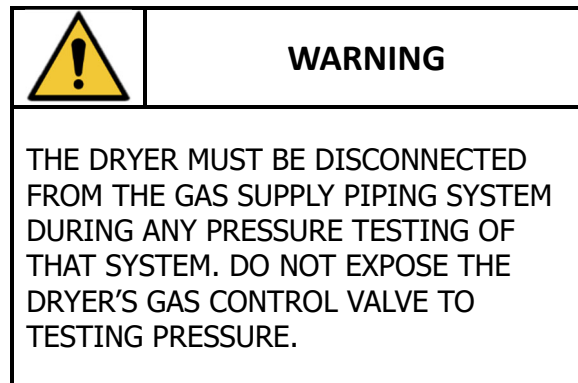 WARNING
THE DRYER MUST BE DISCONNECTED
FROM THE GAS SUPPLY PIPING SYSTEM
DURING ANY PRESSURE TESTING OF
THAT SYSTEM. DO NOT EXPOSE THE
DRYER’S GAS CONTROL VALVE TO
TESTING PRESSURE.